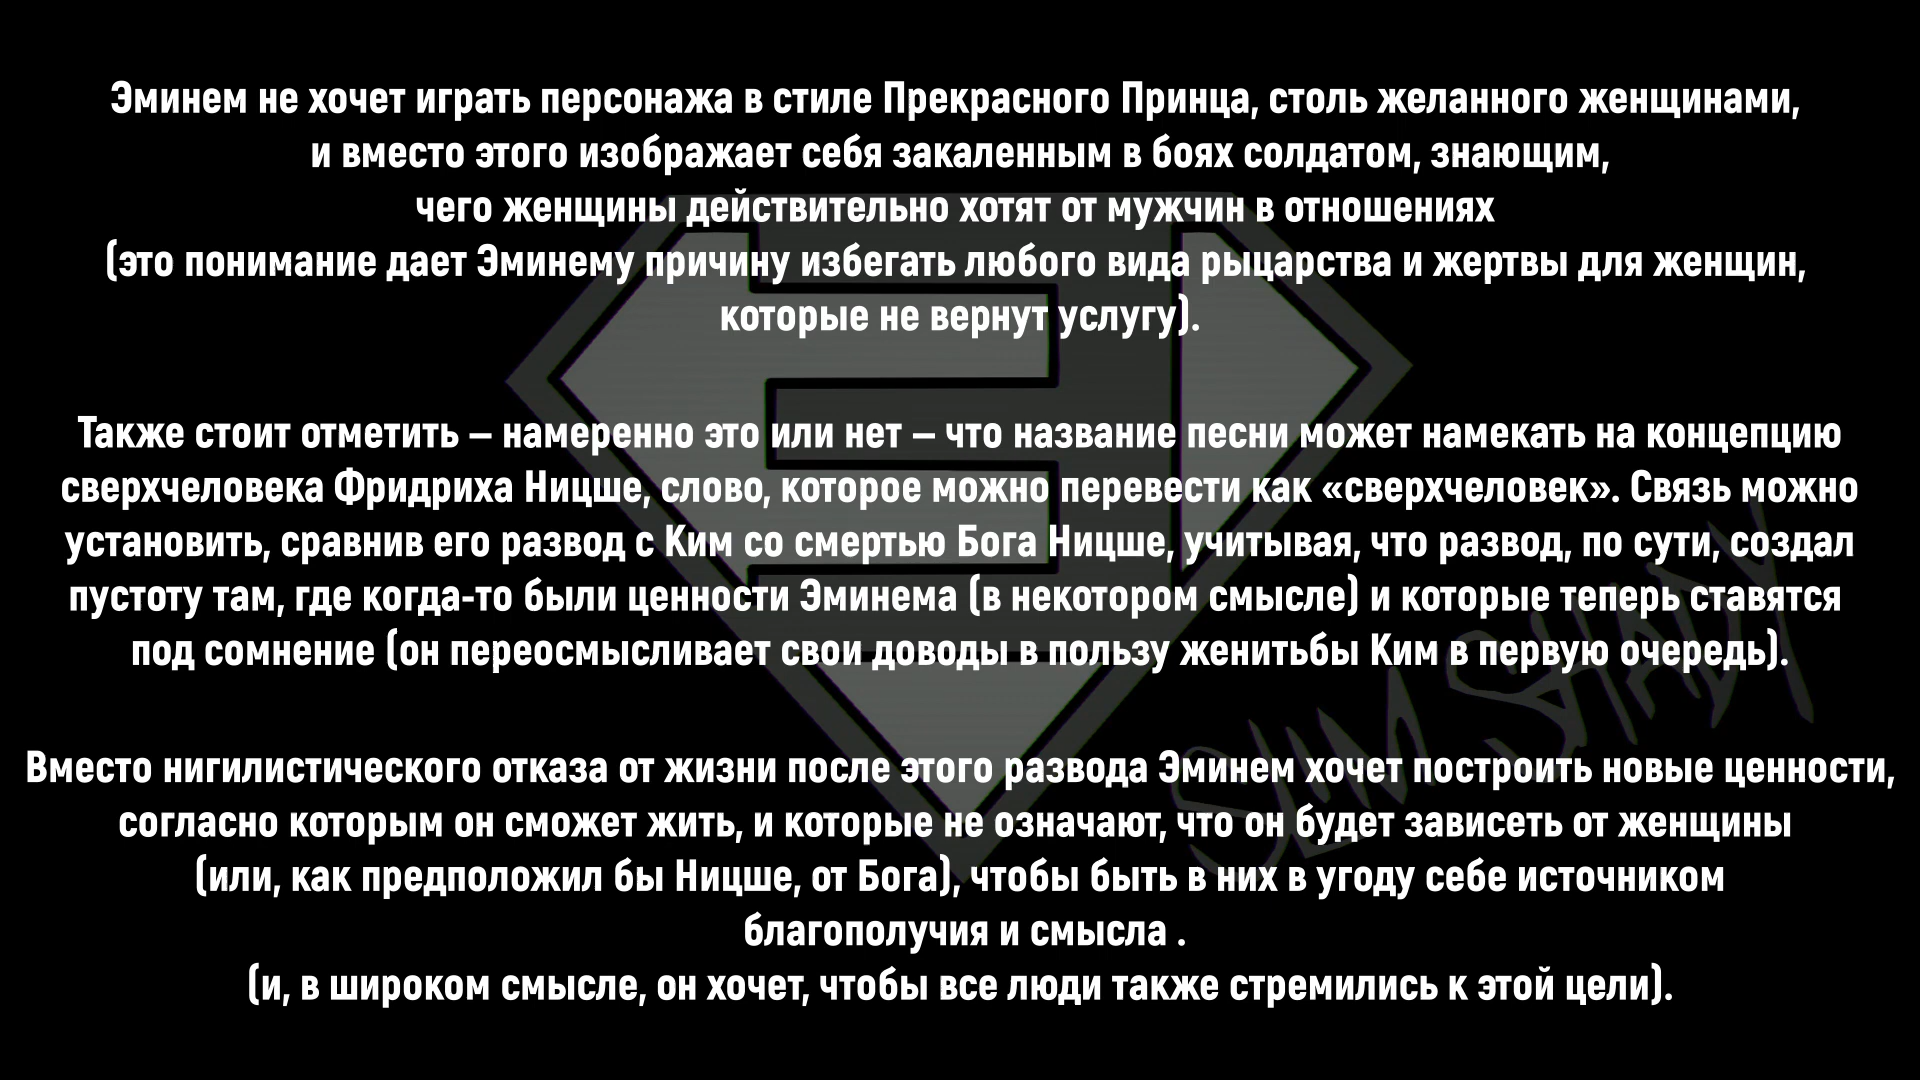 Эминем не хочет играть персонажа в стиле Прекрасного Принца, столь желанного женщинами,
и вместо этого изображает себя закаленным в боях солдатом, знающим,
чего женщины действительно хотят от мужчин в отношениях
(это понимание дает Эминему причину избегать любого вида рыцарства и жертвы для женщин,
которые не вернут услугу).
Также стоит отметить – намеренно это или нет – что название песни может намекать на концепцию
сверхчеловека Фридриха Ницше, слово, которое можно перевести как «сверхчеловек». Связь можно
установить, сравнив его развод с Ким со смертью Бога Ницше, учитывая, что развод, по сути, создал
пустоту там, где когда-то были ценности Эминема (в некотором смысле) и которые теперь ставятся
под сомнение (он переосмысливает свои доводы в пользу женитьбы Ким в первую очередь).
Вместо нигилистического отказа от жизни после этого развода Эминем хочет построить новые ценности,
согласно которым он сможет жить, и которые не означают, что он будет зависеть от женщины
(или, как предположил бы Ницше, от Бога), чтобы быть в них в угоду себе источником
благополучия и смысла .
(и, в широком смысле, он хочет, чтобы все люди также стремились к этой цели).
SLIM SHADY